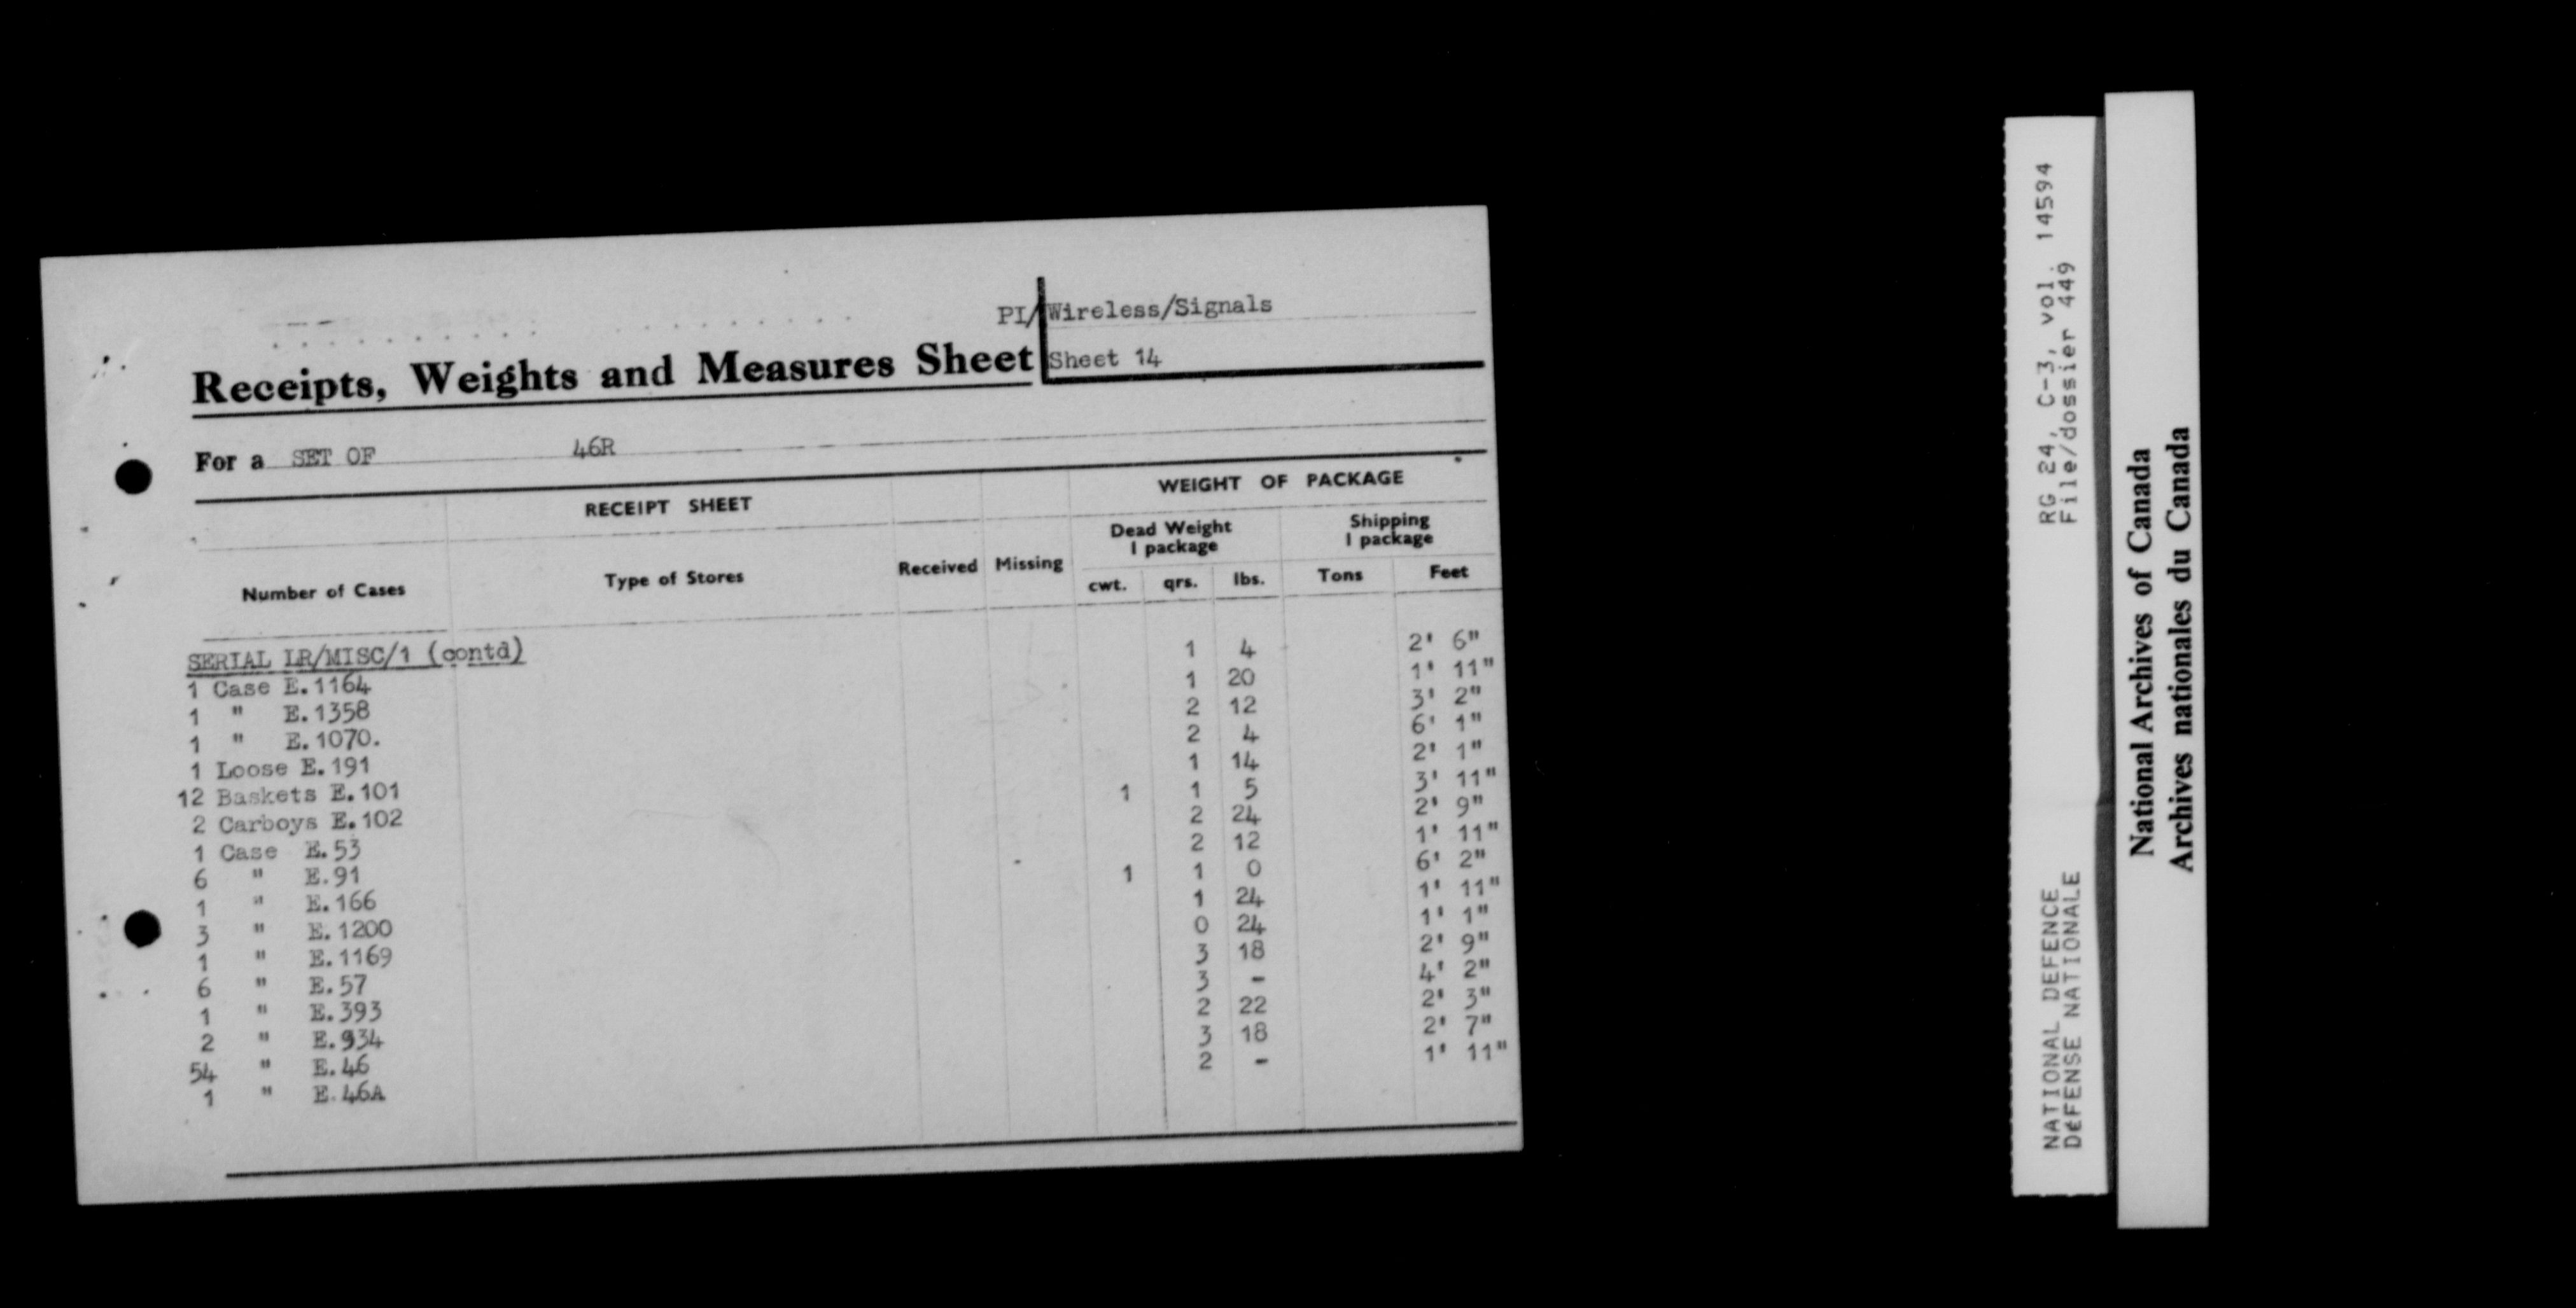 PI/Wireless/Signals
Receipts, Weights and Measures Sheet Sheet 14
For a SET OF 46R
RECEIPT SHEET WEIGHT OF PACKAGE
Number of Cases Type of Stores Received Missing Dead Weight 1 package Shipping 1 package
cwt. qrs. lbs. Tons Feet
SERIAL LR/MISC/1 (contd)
1 Case E.1164 1 4 2' 6"
1 " E.1358 1 20 1' 11"
1 " E.1070. 2 12 3' 2"
1 Loose E.191 2 4 6' 1"
12 Baskets E.101 1 14 2' 1"
2 Carboys E.102 1 1 5 3' 11"
1 Case E.53 2 24 2' 9"
6 " E.91 2 12 1' 11"
1 " E.166 1 1 0 6' 2"
3 " E.1200 1 24 1' 11"
1 " E.1169 0 24 1' 1"
6 " E.57 3 18 2' 9"
1 " E.393 3 - 4' 2"
2 " E.934 2 22 2' 3"
54 " E.46 3 18 2' 7"
1 " E.46A 2 - 1' 11"
NATIONAL DEFENCE RG 24, C-3, vol. 14594
DéFENSE NATIONALE File/dossier 449
National Archives of Canada
Archives nationales du Canada